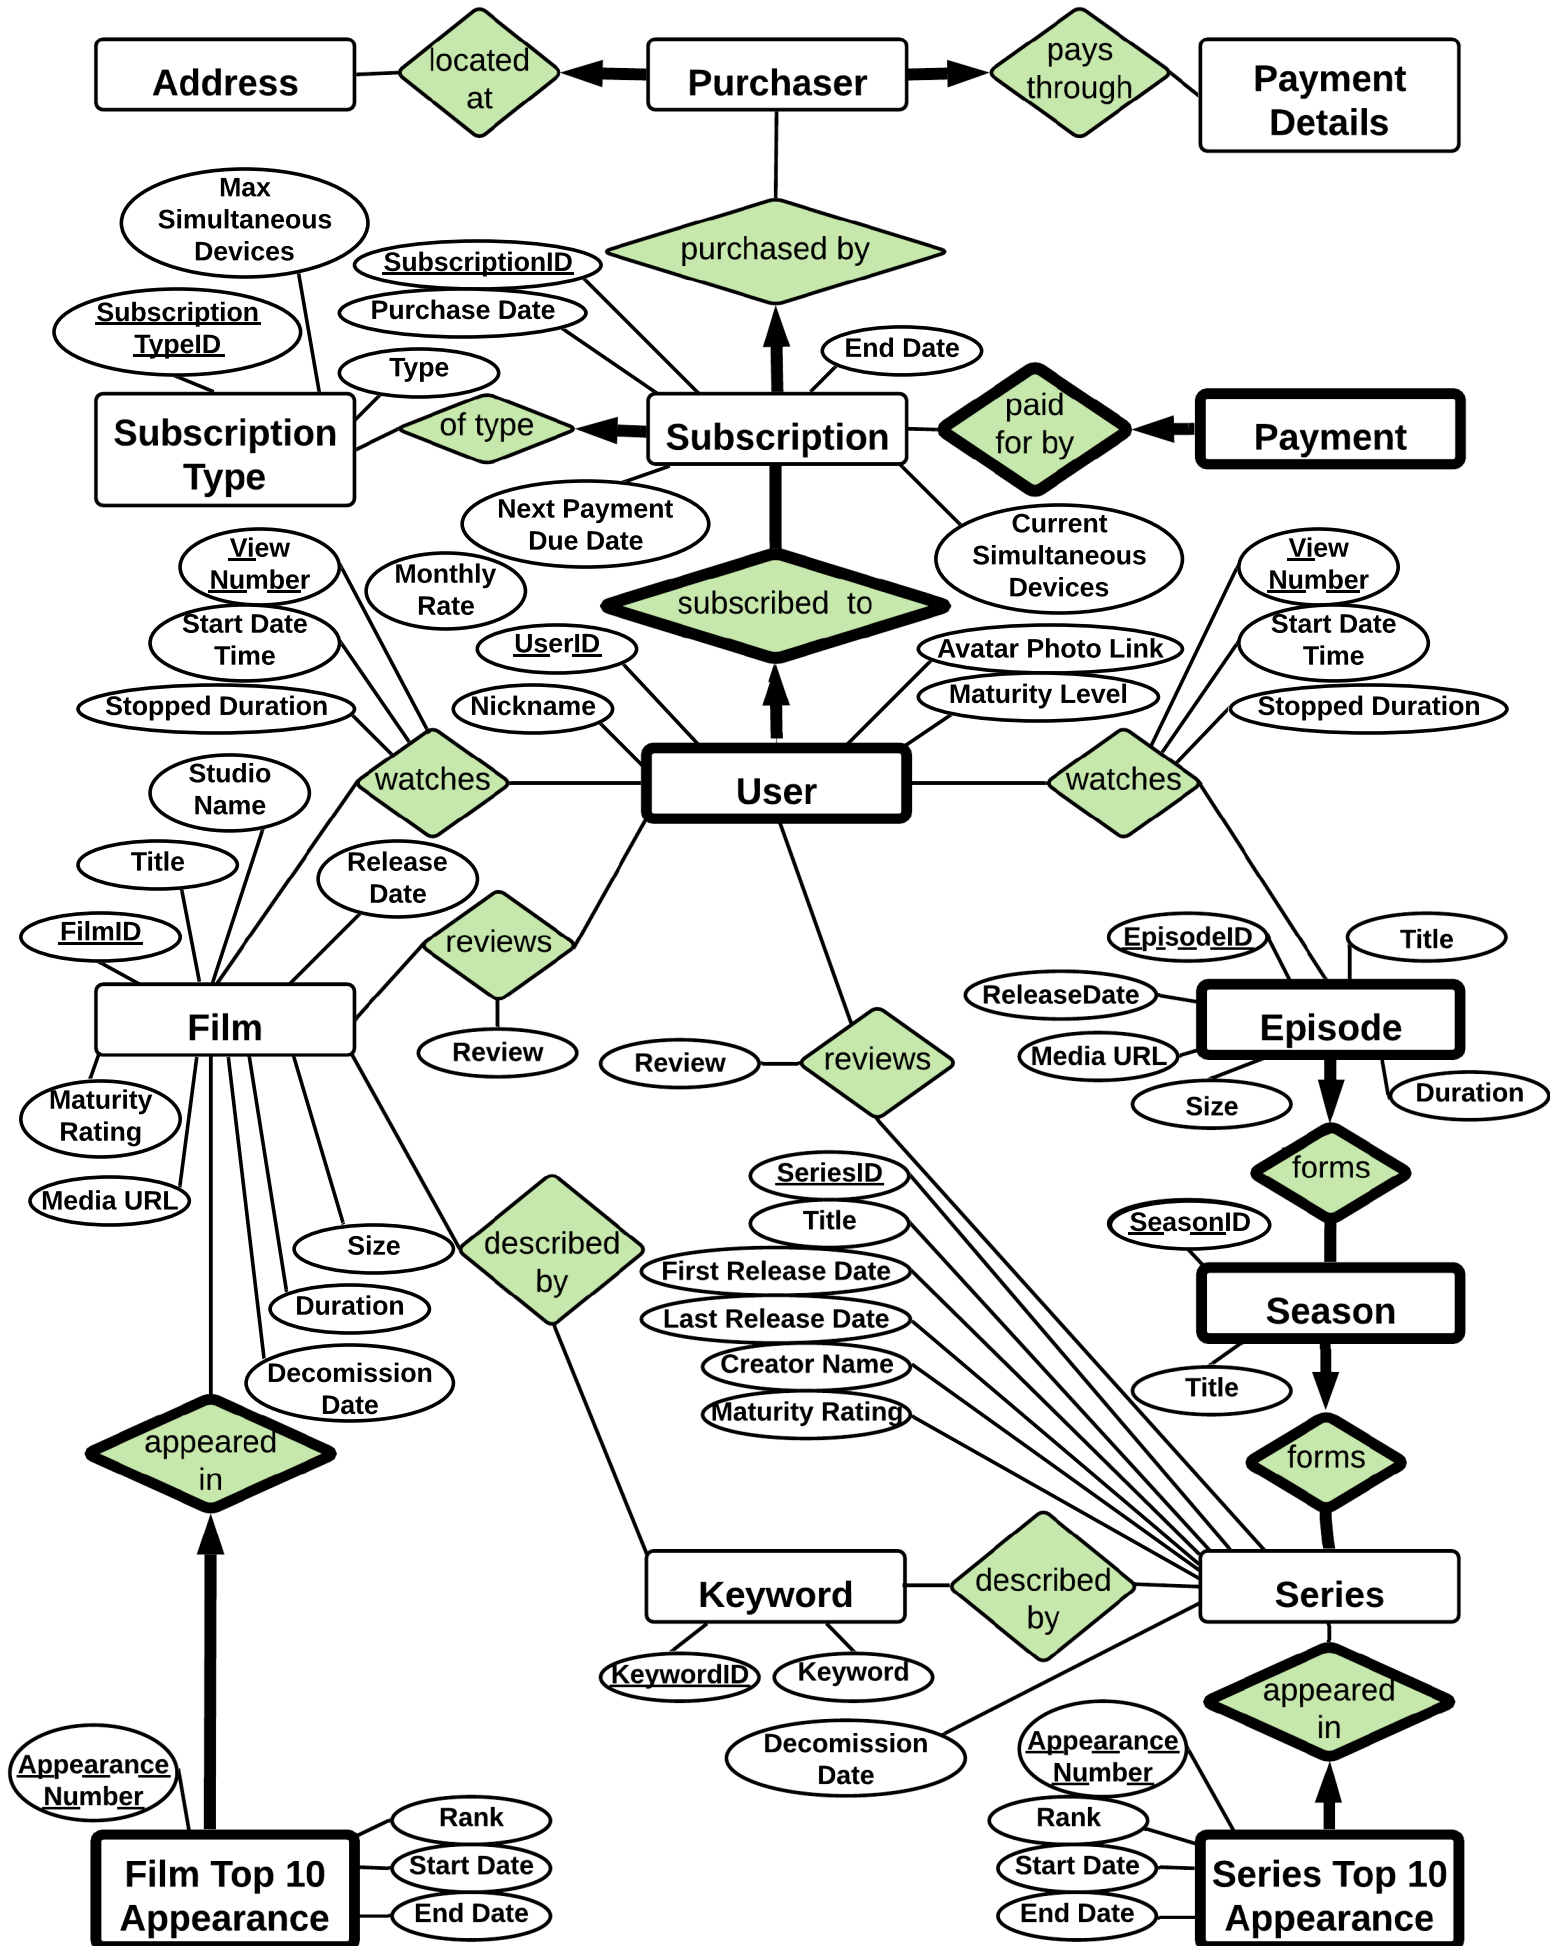 Address
located
at
Purchaser
pays
through
Payment
Details
Max
Simultaneous
Devices
purchased by
SubscriptionID
Purchase Date
Subscription
TypeID
Type
End Date
Subscription
Type
of type
Subscription
paid
for by
Payment
Next Payment
Due Date
Current
Simultaneous
Devices
View
Number
Monthly
Rate
subscribed  to
View
Number
Start Date
Time
UserID
Avatar Photo Link
Start Date
Time
Stopped Duration
Nickname
Maturity Level
Stopped Duration
Studio
Name
watches
User
watches
Title
Release
Date
FilmID
reviews
EpisodeID
Title
ReleaseDate
Film
Review
Review
reviews
Media URL
Episode
Maturity
Rating
Size
Duration
Media URL
SeriesID
forms
Size
described
by
Title
SeasonID
First Release Date
Duration
Last Release Date
Season
Decomission
Date
Creator Name
Title
Maturity Rating
appeared
in
forms
Keyword
described
by
Series
KeywordID
Keyword
appeared
in
Decomission
Date
Appearance
Number
Appearance
Number
Rank
Rank
Start Date
Start Date
End Date
End Date
Film Top 10
Appearance
Series Top 10
Appearance